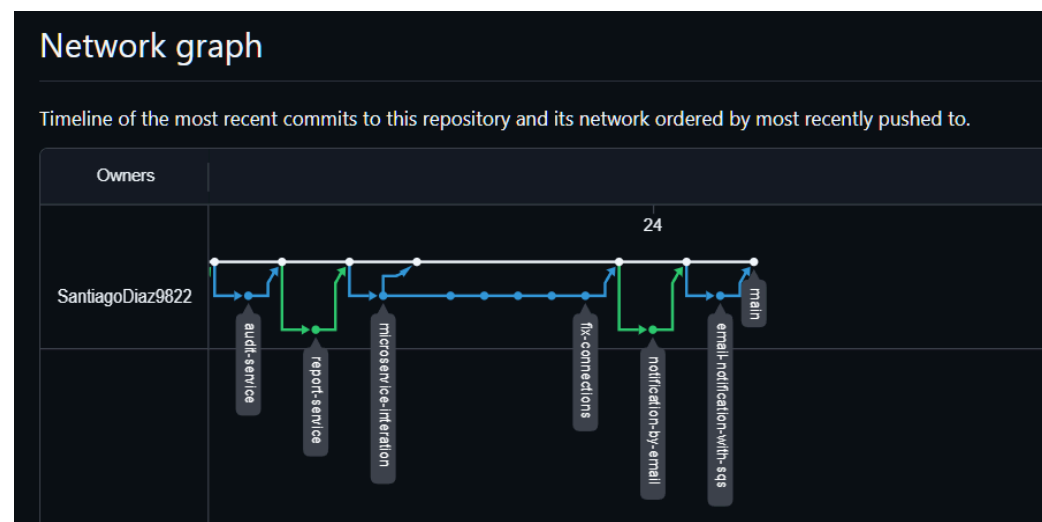 Network graph
Timeline of the most recent commits to this repository and its network ordered by most recently pushed to.
Owners
24
SantiagoDiaz9822
main
audit-service
microservice-interation
fix-connections
email-notification-with-sqs
report-service
notification-by-email